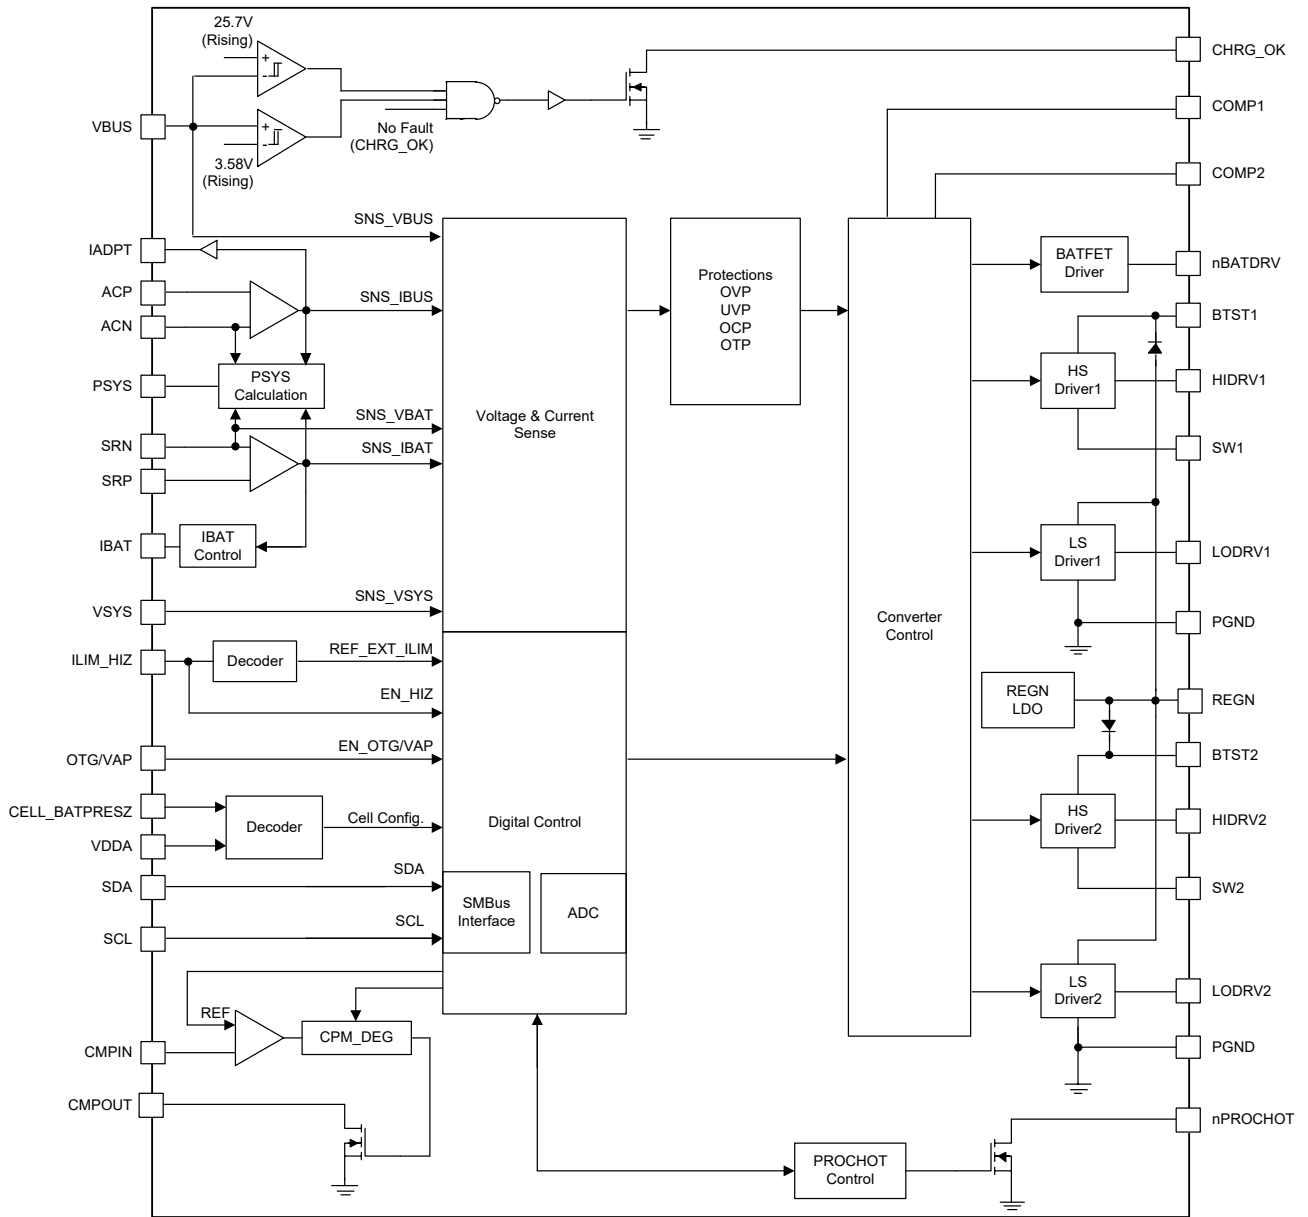 25.7V
(Rising)
CHRG_OK
COMP1
VBUS
No Fault
(CHRG_OK)
3.58V
(Rising)
COMP2
SNS_VBUS
IADPT
BATFET
Driver
nBATDRV
Protections
OVP
UVP
OCP
OTP
ACP
SNS_IBUS
ACN
BTST1
PSYS
PSYS
Calculation
HS
Driver1
HIDRV1
SNS_VBAT
Voltage & Current
Sense
SRN
SNS_IBAT
SW1
SRP
IBAT
IBAT
Control
LS
Driver1
LODRV1
SNS_VSYS
VSYS
Converter
Control
PGND
ILIM_HIZ
Decoder
REF_EXT_ILIM
EN_HIZ
REGN
LDO
REGN
OTG/VAP
EN_OTG/VAP
BTST2
CELL_BATPRESZ
Decoder
Cell Config.
Digital Control
HS
Driver2
HIDRV2
VDDA
SDA
SDA
SW2
SMBus
Interface
ADC
SCL
SCL
LS
Driver2
LODRV2
REF
CPM_DEG
CMPIN
PGND
CMPOUT
nPROCHOT
PROCHOT
Control